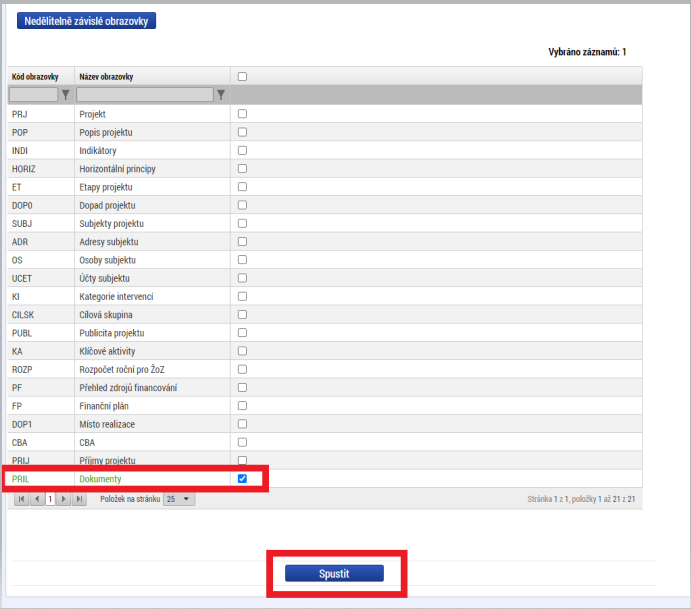 Nedělitelně závislé obrazovky
Vybráno záznamů: 1
Kód obrazovky Název obrazovky
PRJ Projekt
POP Popis projektu
INDI Indikátory
HORIZ Horizontální principy
ET Etapy projektu
DOP0 Dopad projektu
SUBJ Subjekty projektu
ADR Adresy subjektu
OS Osoby subjektu
UCET Účty subjektu
KI Kategorie intervencí
CILSK Cílová skupina
PUBL Publicita projektu
KA Klíčové aktivity
ROZP Rozpočet roční pro ŽoZ
PF Přehled zdrojů financování
FP Finanční plán
DOP1 Místo realizace
CBA CBA
PRIJ Příjmy projektu
PRIL Dokumenty
1 Položek na stránku 25 Stránka 1 z 1, položky 1 až 21 z 21
Spustit